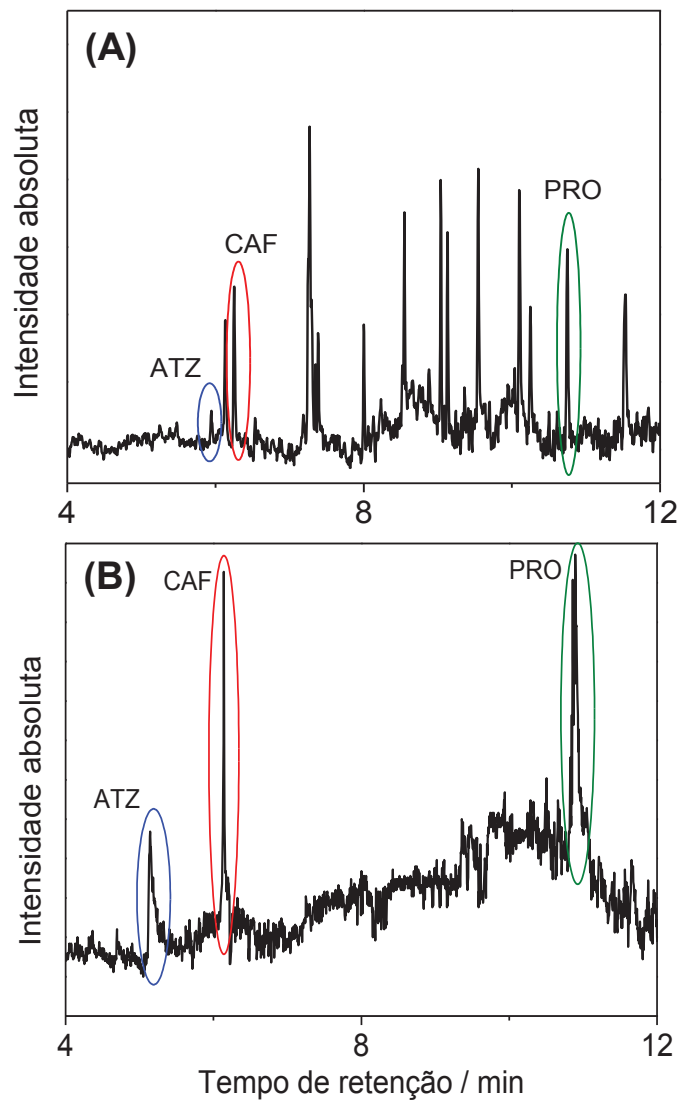 (A)
Intensidade absoluta
ATZ
CAF
PRO
4
8
12
(B)
Intensidade absoluta
ATZ
CAF
PRO
4
8
12
Tempo de retenção / min